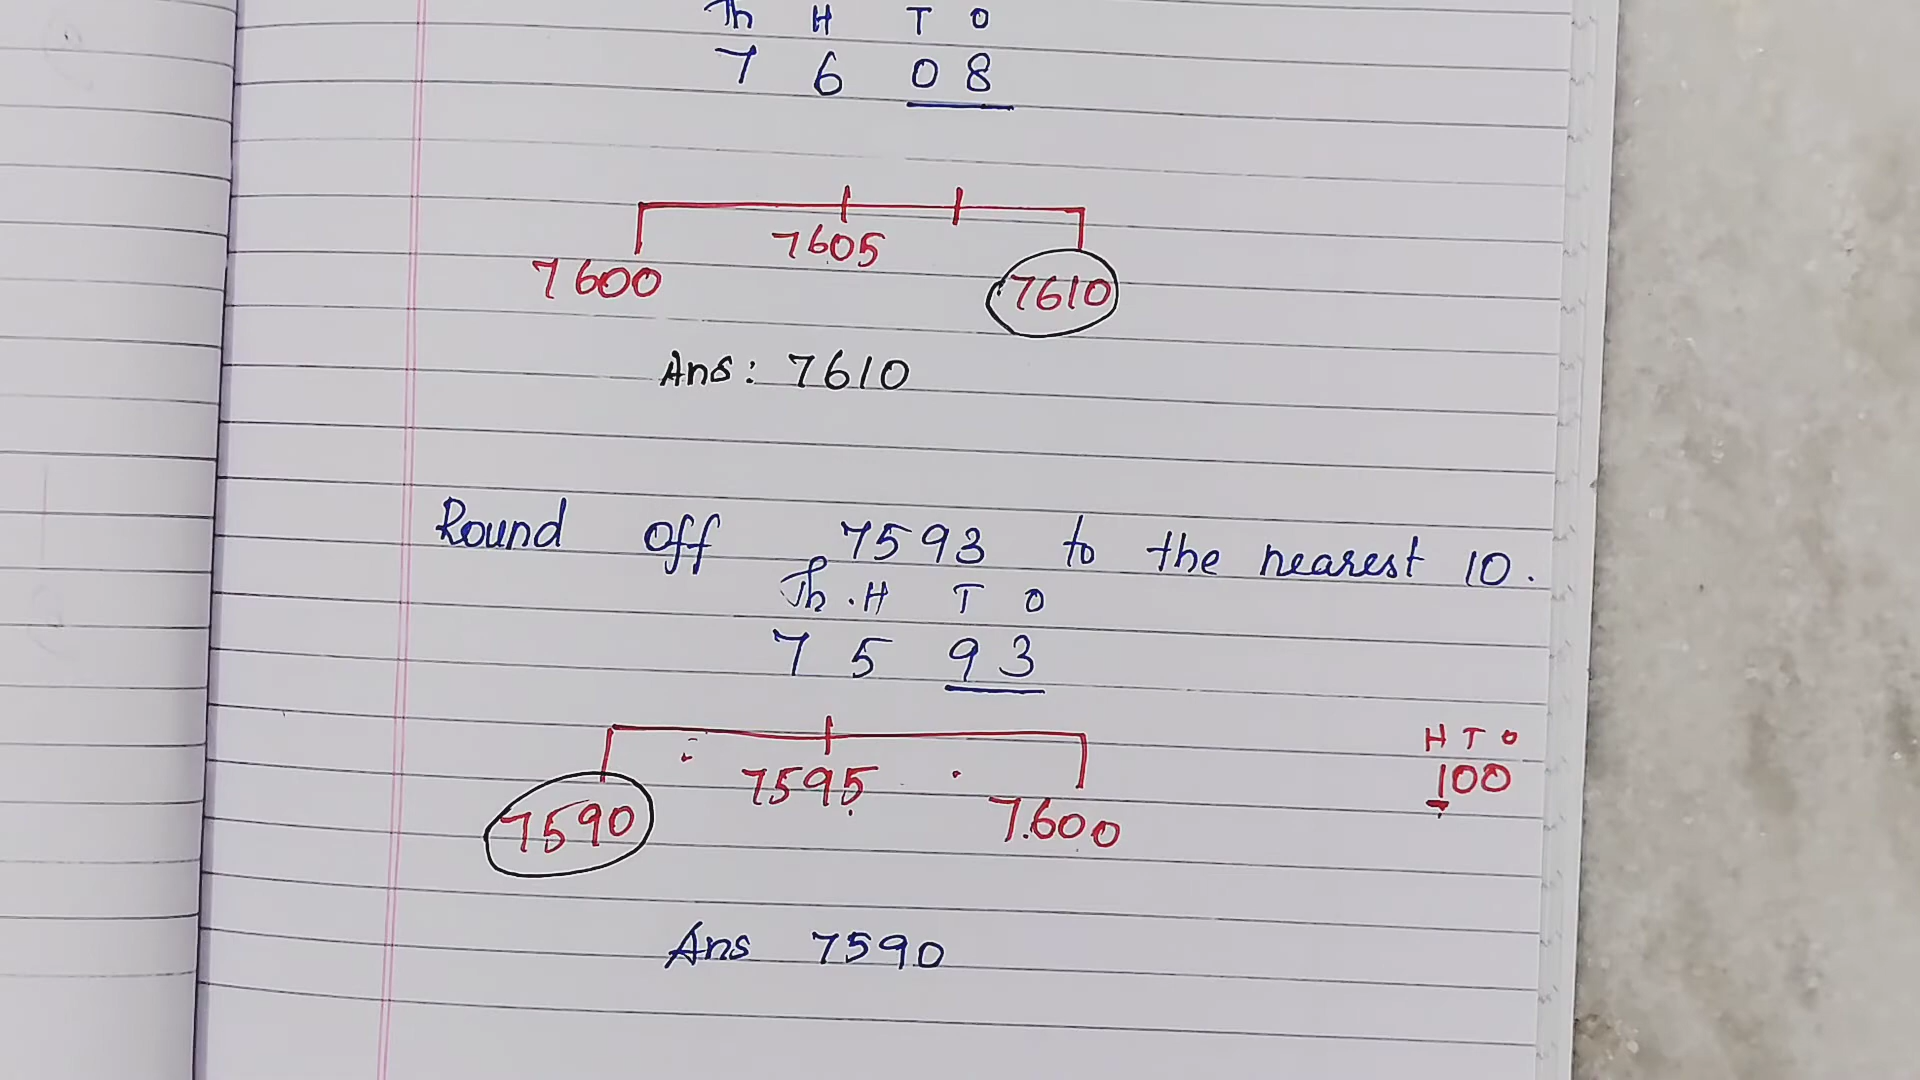 Th H T O
7 6 0 8
7605
7600 7610
Ans: 7610
Round off 7593 to the nearest 10.
Th H T O
7 5 9 3
H T O
100
7595
7590 7600
Ans 7590